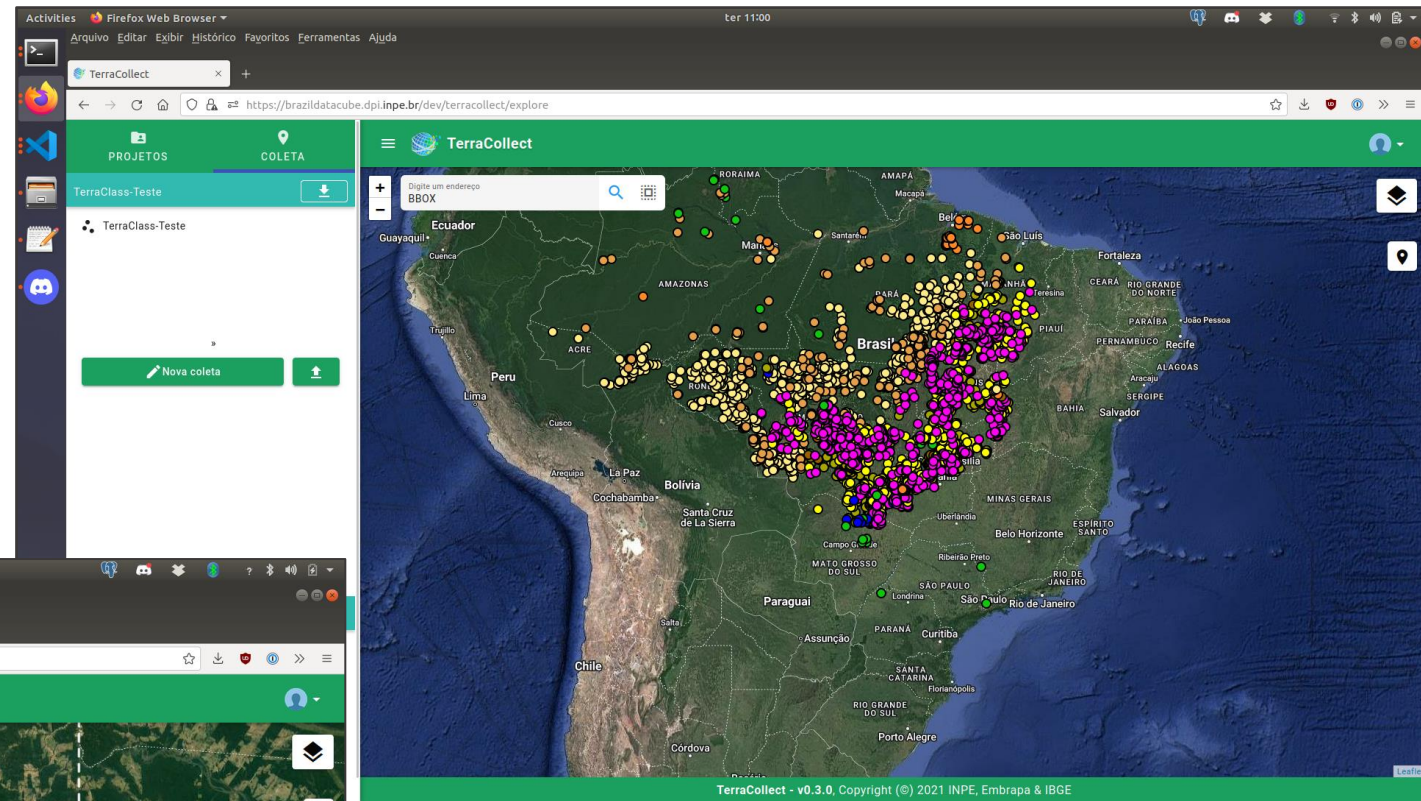 Activities Firefox Web Browser
ter 11:00
Arquivo Editar Exibir Histórico Favoritos Ferramentas Ajuda
TerraCollect
https://brazildatacube.dpi.inpe.br/dev/terracollect/explore
PROJETOS
COLETA
TerraCollect
TerraClass-Teste
TerraClass-Teste
»
Nova coleta
+
−
Digite um endereço
BBOX
RORAIMA
AMAPÁ
Macapá
Ecuador
Guayaquil
Cuenca
Santarém
São Luís
Fortaleza
AMAZONAS
PARÁ
Teresina
CEARÁ
RIO GRANDE
DO NORTE
Trujillo
ACRE
Brasil
PIAUÍ
PARAÍBA
João Pessoa
PERNAMBUCO
Recife
Peru
ALAGOAS
Aracaju
SERGIPE
Lima
BAHIA
Salvador
Cusco
Arequipa
La Paz
Bolívia
Cochabamba
Santa Cruz
de La Sierra
MINAS GERAIS
Uberlândia
Belo Horizonte
ESPÍRITO
SANTO
MATO GROSSO
DO SUL
Ribeirão Preto
SÃO PAULO
RIO DE
JANEIRO
Londrina
Paraguai
São Paulo
Rio de Janeiro
Salta
Assunção
PARANÁ
Curitiba
Chile
SANTA
CATARINA
Florianópolis
RIO GRANDE
DO SUL
Porto Alegre
Córdova
TerraCollect - v0.3.0, Copyright (©) 2021 INPE, Embrapa & IBGE